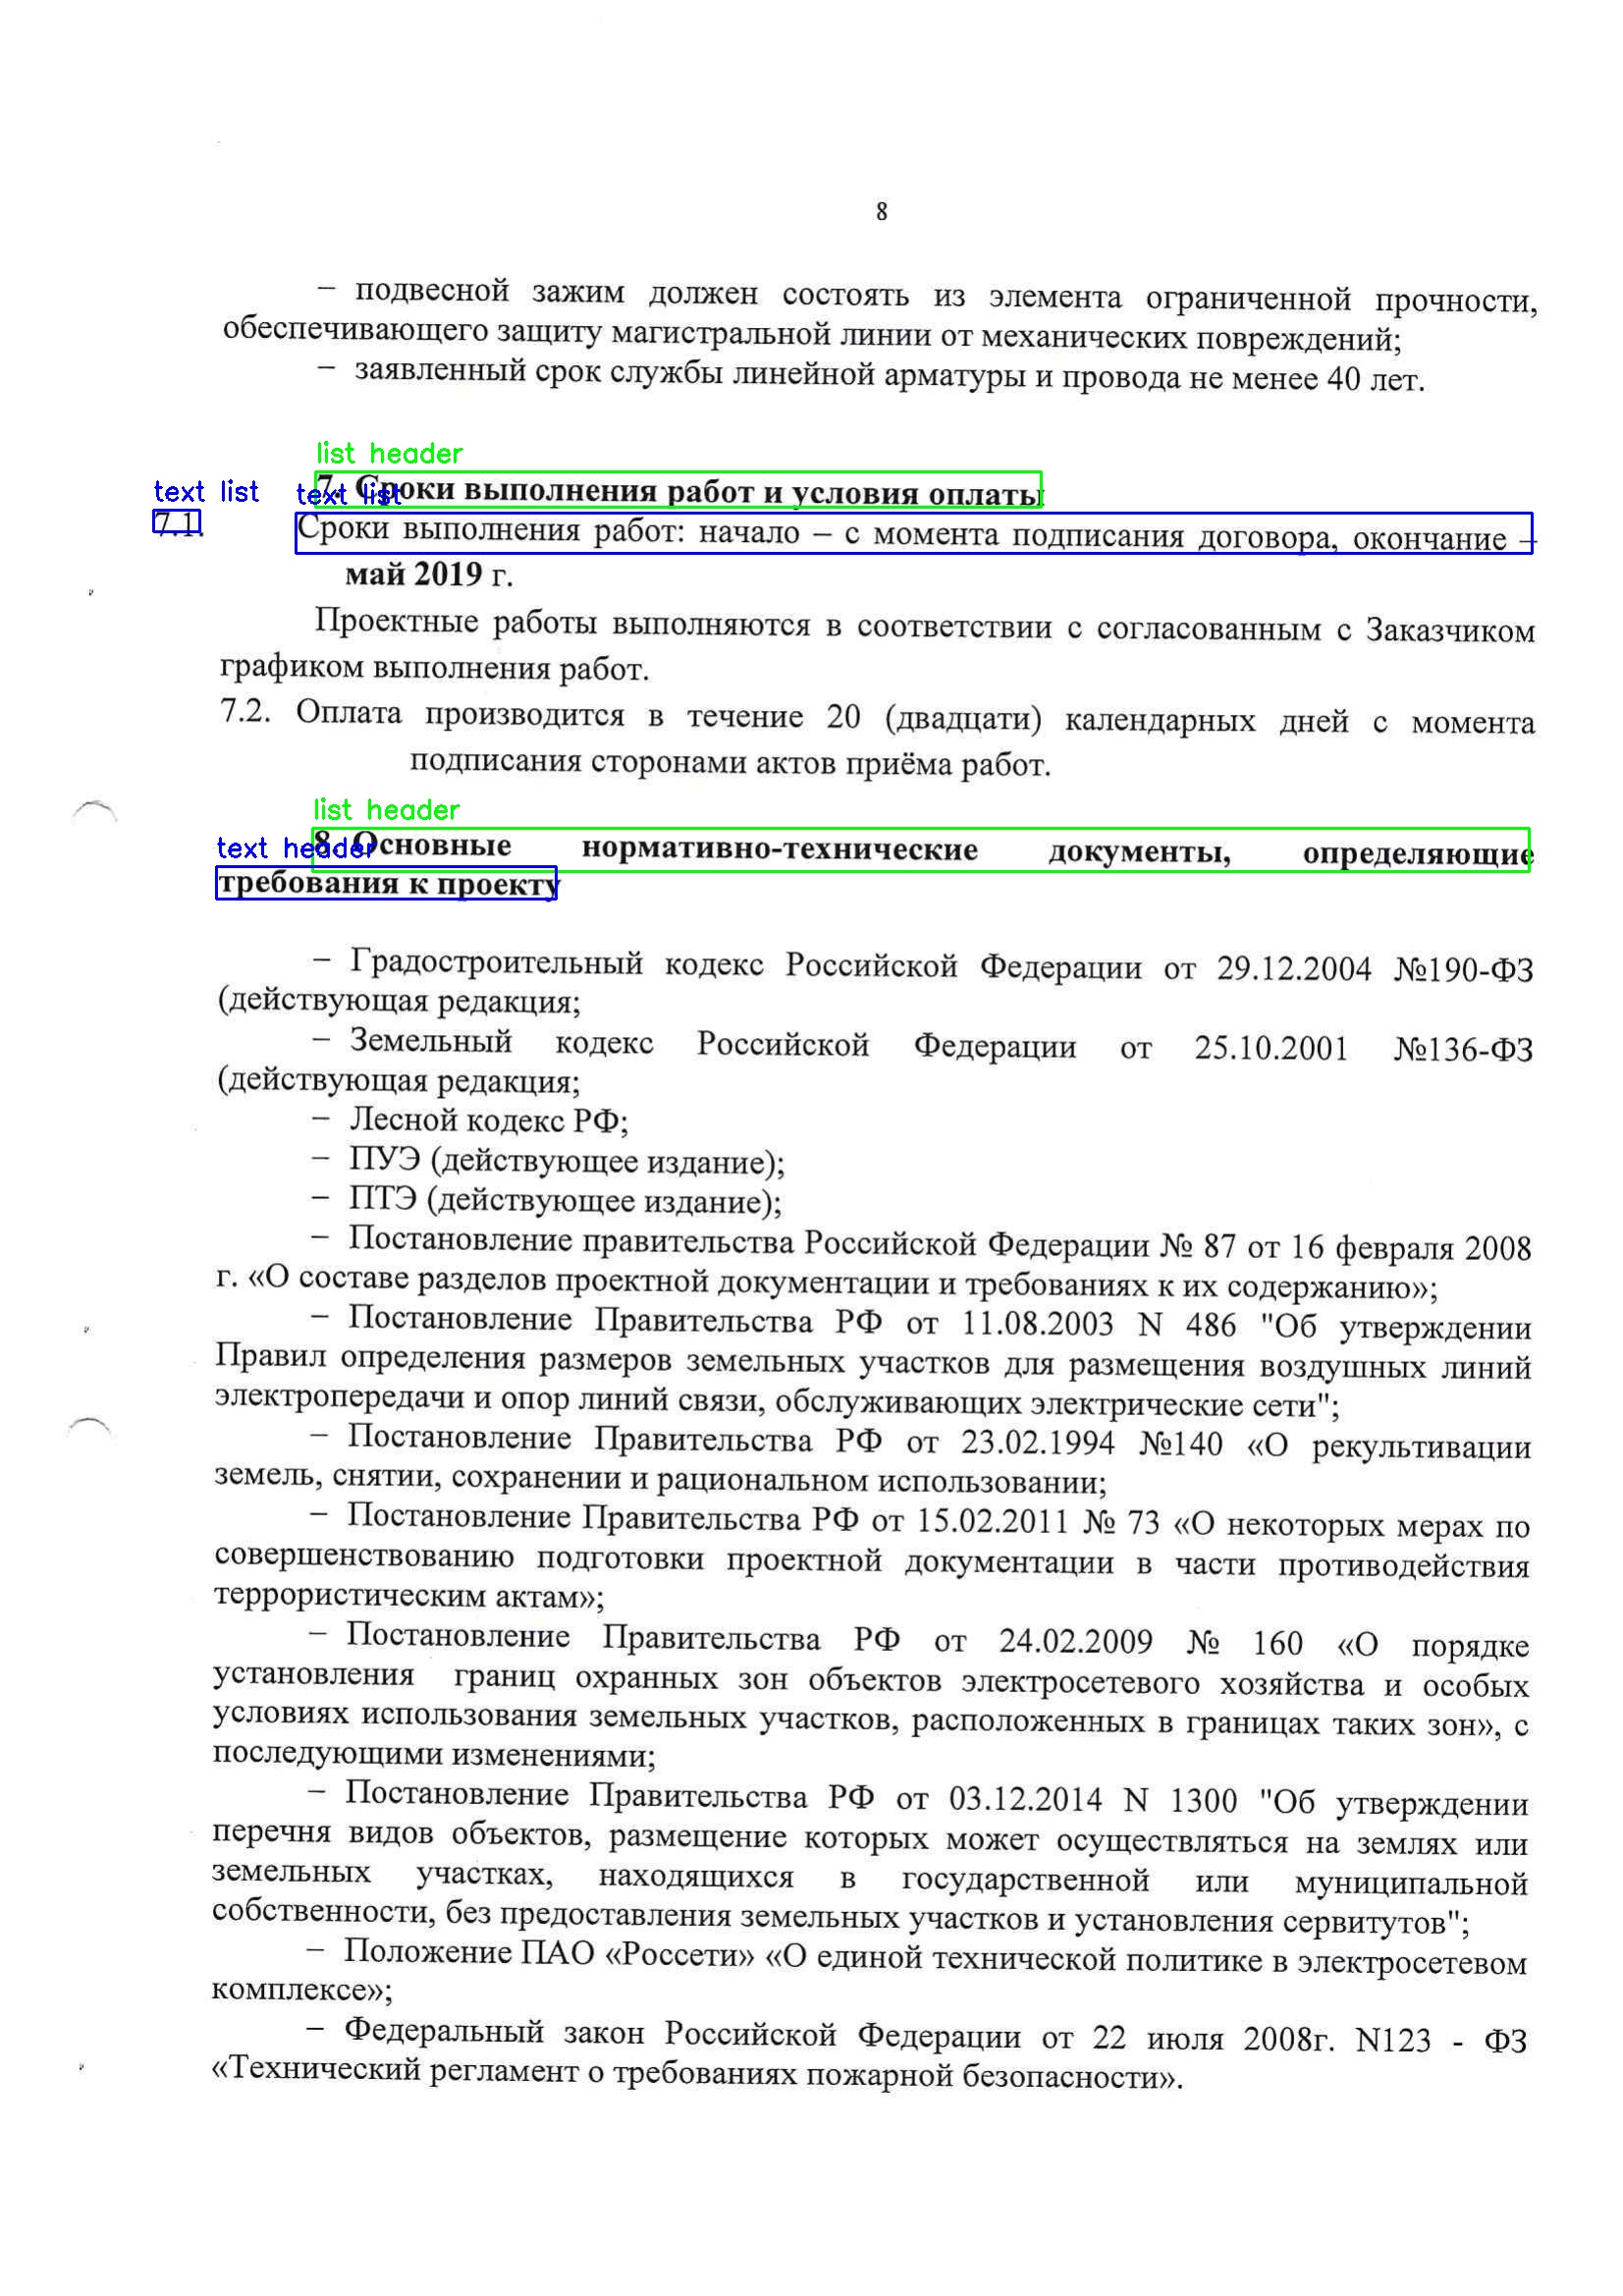 8
– подвесной зажим должен состоять из элемента ограниченной прочности,
обеспечивающего защиту магистральной линии от механических повреждений;
– заявленный срок службы линейной арматуры и провода не менее 40 лет.
list header
7. Сроки выполнения работ и условия оплаты
text list text list
7.1. Сроки выполнения работ: начало – с момента подписания договора, окончание –
май 2019 г.
Проектные работы выполняются в соответствии с согласованным с Заказчиком
графиком выполнения работ.
7.2. Оплата производится в течение 20 (двадцати) календарных дней с момента
подписания сторонами актов приёма работ.
list header
8. Основные нормативно-технические документы, определяющие
text header
требования к проекту
– Градостроительный кодекс Российской Федерации от 29.12.2004 №190-ФЗ
(действующая редакция;
– Земельный кодекс Российской Федерации от 25.10.2001 №136-ФЗ
(действующая редакция;
– Лесной кодекс РФ;
– ПУЭ (действующее издание);
– ПТЭ (действующее издание);
– Постановление правительства Российской Федерации № 87 от 16 февраля 2008
г. «О составе разделов проектной документации и требованиях к их содержанию»;
– Постановление Правительства РФ от 11.08.2003 N 486 "Об утверждении
Правил определения размеров земельных участков для размещения воздушных линий
электропередачи и опор линий связи, обслуживающих электрические сети";
– Постановление Правительства РФ от 23.02.1994 №140 «О рекультивации
земель, снятии, сохранении и рациональном использовании;
– Постановление Правительства РФ от 15.02.2011 № 73 «О некоторых мерах по
совершенствованию подготовки проектной документации в части противодействия
террористическим актам»;
– Постановление Правительства РФ от 24.02.2009 № 160 «О порядке
установления границ охранных зон объектов электросетевого хозяйства и особых
условиях использования земельных участков, расположенных в границах таких зон», с
последующими изменениями;
– Постановление Правительства РФ от 03.12.2014 N 1300 "Об утверждении
перечня видов объектов, размещение которых может осуществляться на землях или
земельных участках, находящихся в государственной или муниципальной
собственности, без предоставления земельных участков и установления сервитутов";
– Положение ПАО «Россети» «О единой технической политике в электросетевом
комплексе»;
– Федеральный закон Российской Федерации от 22 июля 2008г. N123 - ФЗ
«Технический регламент о требованиях пожарной безопасности».